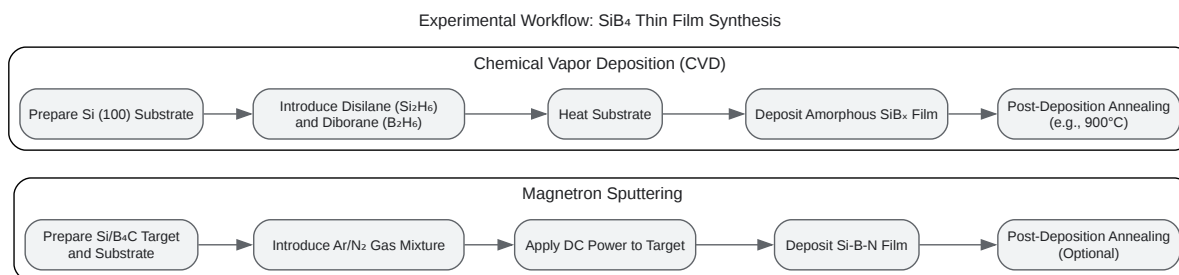 Experimental Workflow: SiB₄ Thin Film Synthesis
Chemical Vapor Deposition (CVD)
Prepare Si (100) Substrate
Introduce Disilane (Si₂H₆)
and Diborane (B₂H₆)
Heat Substrate
Deposit Amorphous SiBₓ Film
Post-Deposition Annealing
(e.g., 900°C)
Magnetron Sputtering
Prepare Si/B₄C Target
and Substrate
Introduce Ar/N₂ Gas Mixture
Apply DC Power to Target
Deposit Si-B-N Film
Post-Deposition Annealing
(Optional)